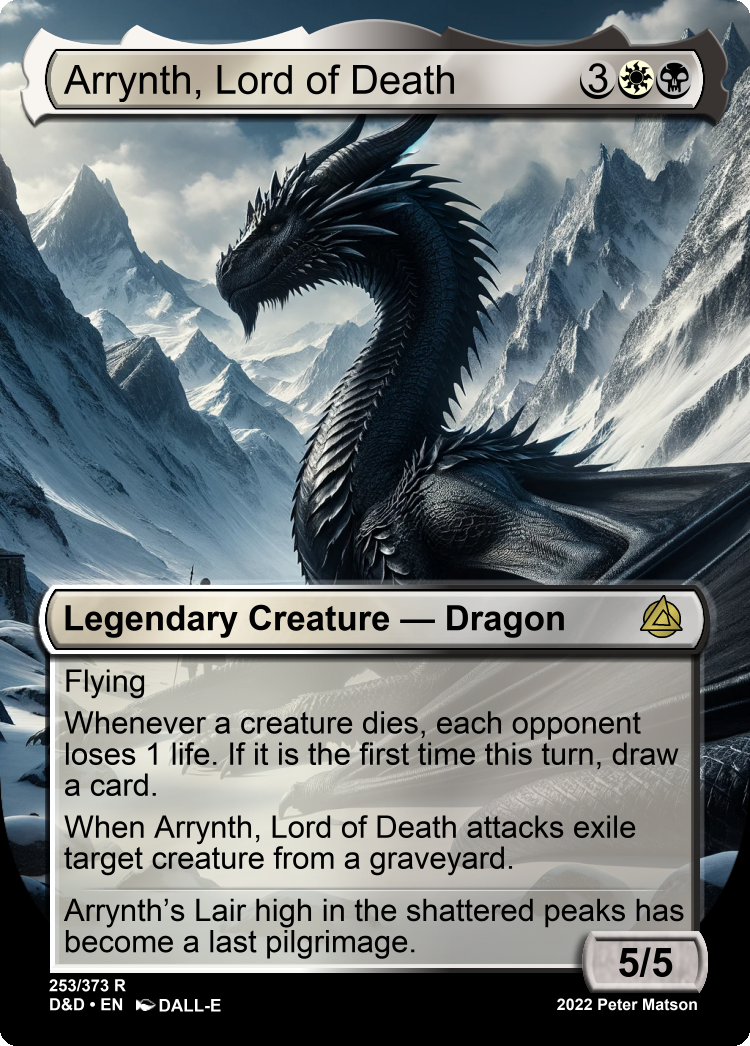 Arrynth, Lord of Death 3
Legendary Creature — Dragon
Flying
Whenever a creature dies, each opponent
loses 1 life. If it is the first time this turn, draw
a card.
When Arrynth, Lord of Death attacks exile
target creature from a graveyard.
Arrynth's Lair high in the shattered peaks has
become a last pilgrimage.
5/5
253/373 R
D&D • EN DALL-E
2022 Peter Matson